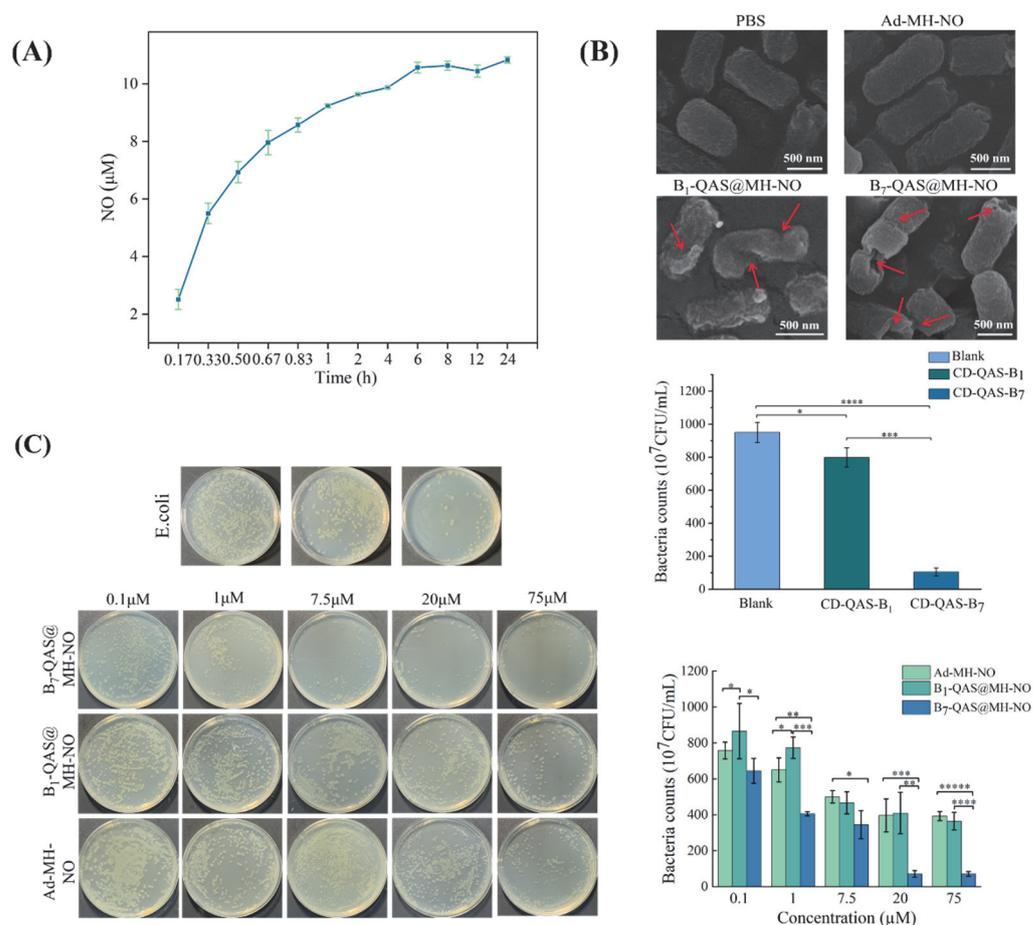 (A)
NO (μM)
10
8
6
4
2
0.17 0.33 0.50 0.67 0.83 1 2 4 6 8 12 24
Time (h)
(B)
PBS
Ad-MH-NO
500 nm
500 nm
B₁-QAS@MH-NO
B₇-QAS@MH-NO
500 nm
500 nm
Blank
CD-QAS-B₁
CD-QAS-B₇
Bacteria counts (10⁷CFU/mL)
1200
1000
800
600
400
200
0
****
*
***
Blank
CD-QAS-B₁
CD-QAS-B₇
(C)
E.coli
0.1μM
1μM
7.5μM
20μM
75μM
B₇-QAS@
MH-NO
B₁-QAS@
MH-NO
Ad-MH-
NO
Ad-MH-NO
B₁-QAS@MH-NO
B₇-QAS@MH-NO
Bacteria counts (10⁷CFU/mL)
1200
1000
800
600
400
200
0
* *
**
* ***
*
***
**
*****
****
0.1 1 7.5 20 75
Concentration (μM)